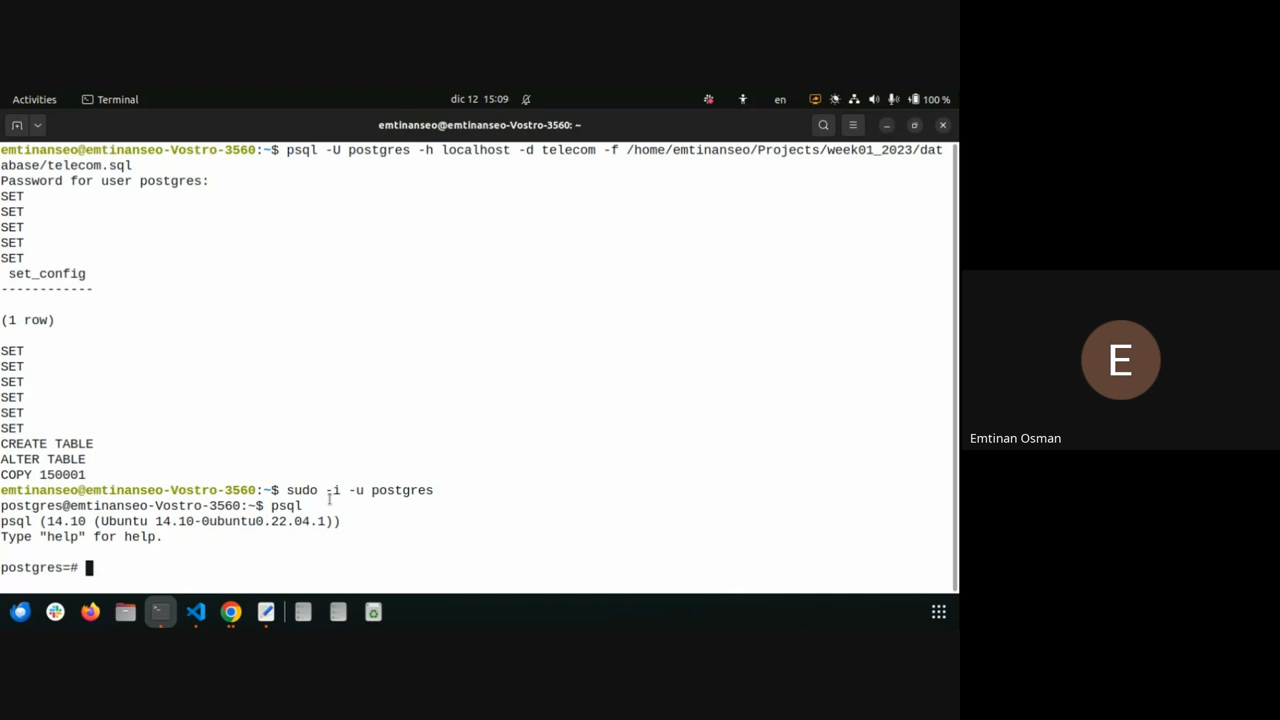 Activities
Terminal
dic 12 15:09
en
100 %
emtinanseo@emtinanseo-Vostro-3560: ~
emtinanseo@emtinanseo-Vostro-3560:~$ psql -U postgres -h localhost -d telecom -f /home/emtinanseo/Projects/week01_2023/dat
abase/telecom.sql
Password for user postgres:
SET
SET
SET
SET
SET
set_config
------------
(1 row)
SET
SET
SET
SET
SET
SET
CREATE TABLE
ALTER TABLE
COPY 150001
emtinanseo@emtinanseo-Vostro-3560:~$ sudo -i -u postgres
postgres@emtinanseo-Vostro-3560:~$ psql
psql (14.10 (Ubuntu 14.10-0ubuntu0.22.04.1))
Type "help" for help.
postgres=#
E
Emtinan Osman